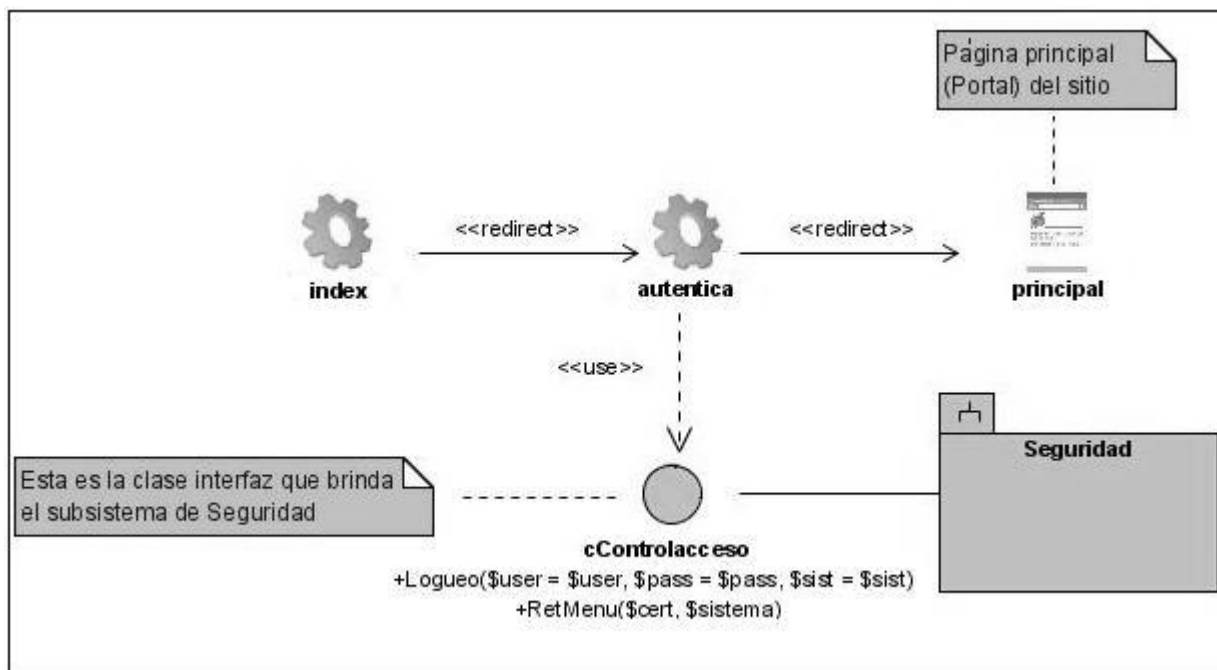 Página principal
(Portal) del sitio
<<redirect>>
<<redirect>>
index
autentica
principal
<<use>>
Seguridad
Esta es la clase interfaz que brinda
el subsistema de Seguridad
cControlacceso
+Logueo($user = $user, $pass = $pass, $sist = $sist)
+RetMenu($cert, $sistema)